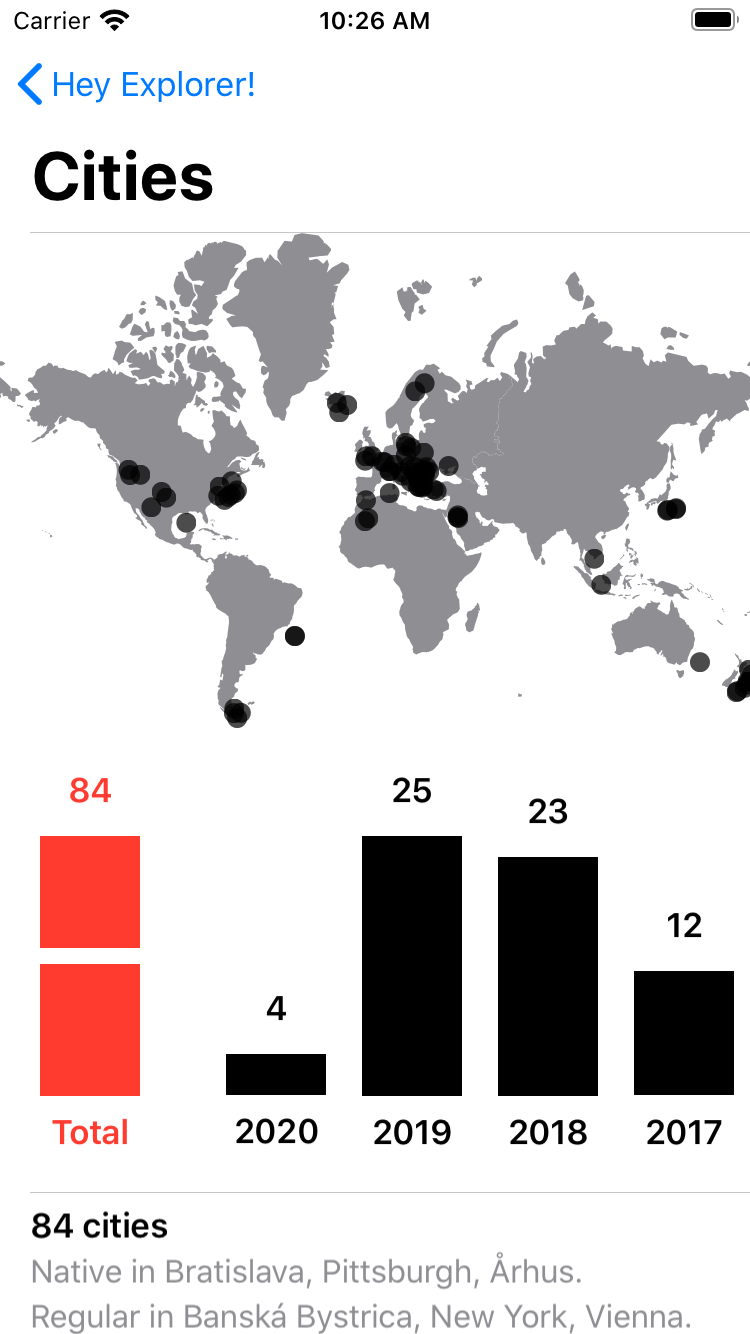 Carrier 10:26 AM
Hey Explorer!
Cities
84 25 23 12 4
Total 2020 2019 2018 2017
84 cities
Native in Bratislava, Pittsburgh, Århus.
Regular in Banská Bystrica, New York, Vienna.